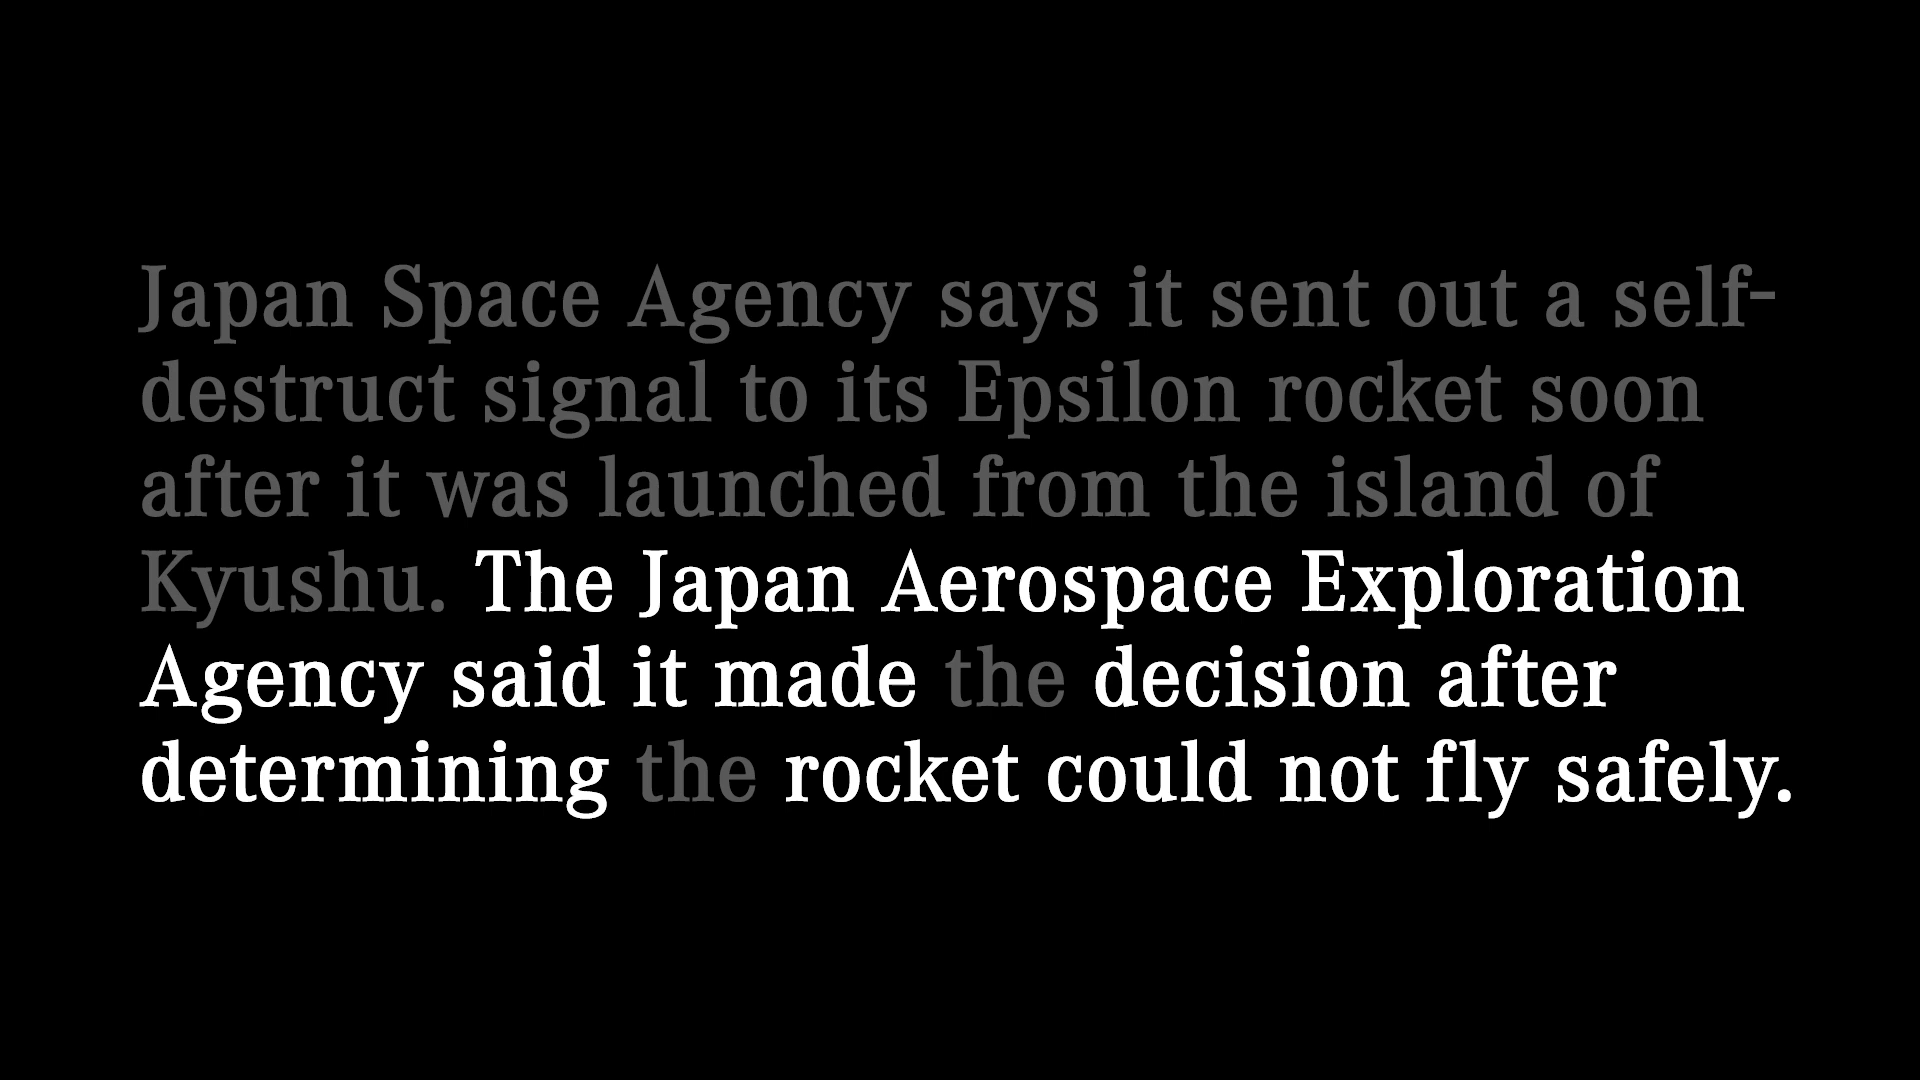 Japan Space Agency says it sent out a self-
destruct signal to its Epsilon rocket soon
after it was launched from the island of
Kyushu. The Japan Aerospace Exploration
Agency said it made the decision after
determining the rocket could not fly safely.